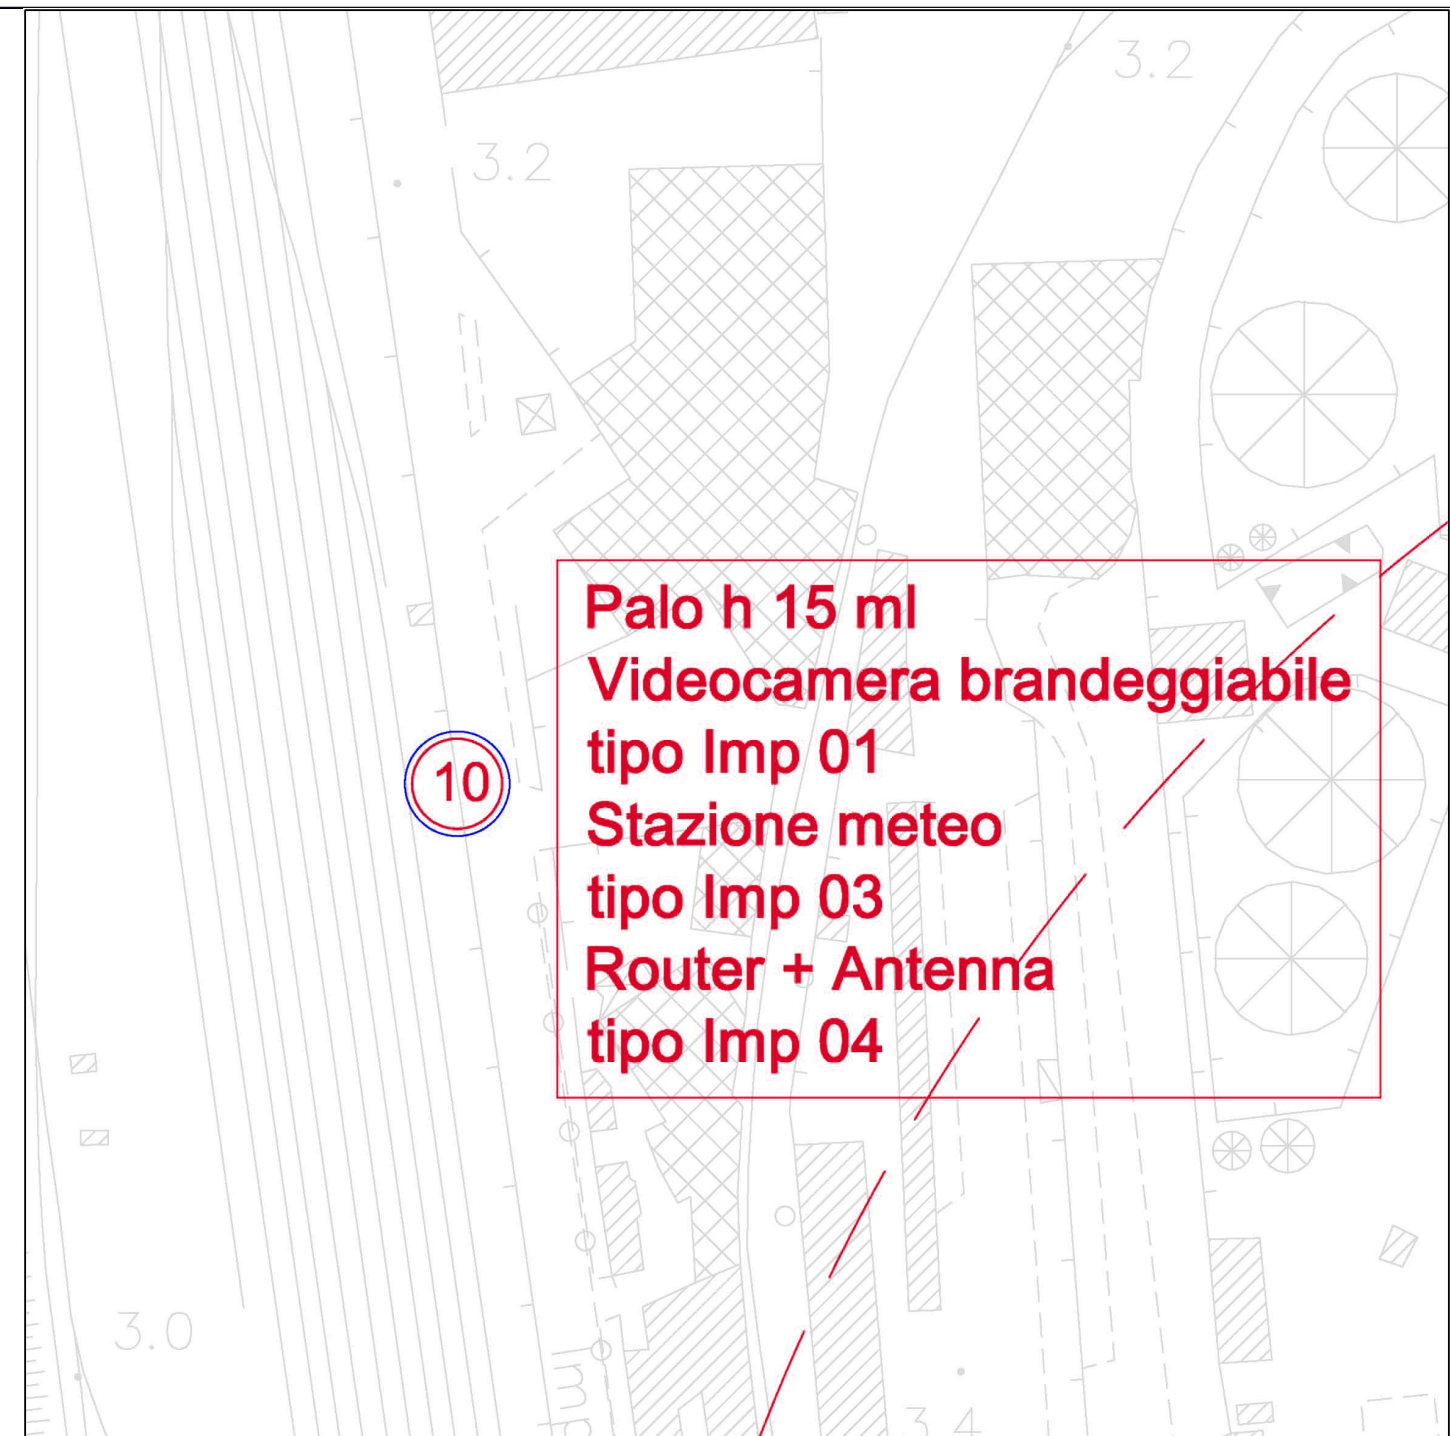 3.2
3.2
Palo h 15 ml
Videocamera brandeggiabile
tipo Imp 01
10
Stazione meteo
tipo Imp 03
Router + Antenna
tipo Imp 04
3.0
3.4